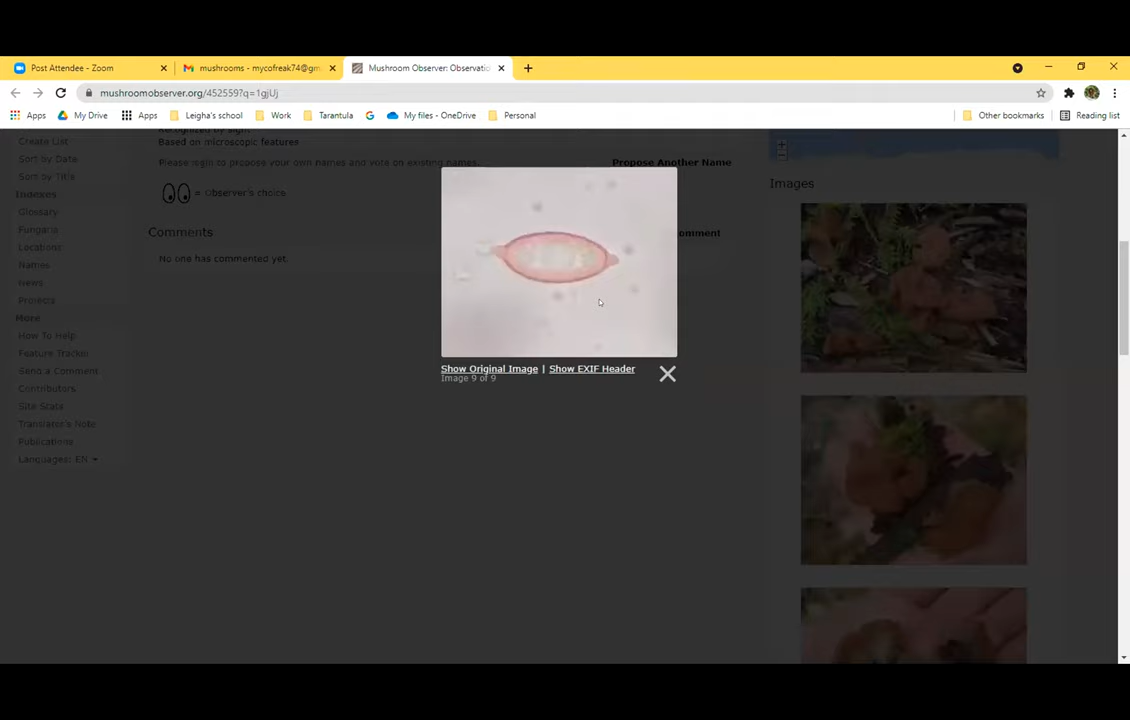 Post Attendee - Zoom
mushrooms - mycofreak74@gm
Mushroom Observer: Observatio
mushroomobserver.org/452559?q=1gjUj
Apps
My Drive
Apps
Leigha's school
Work
Tarantula
My files - OneDrive
Personal
Other bookmarks
Reading list
Create List
Sort by Date
Sort by Title
Indexes
Glossary
Fungaria
Locations
Names
News
Projects
More
How To Help
Feature Tracker
Send a Comment
Contributors
Site Stats
Translator's Note
Publications
Languages: EN
Recognized by sight
Based on microscopic features
Please login to propose your own names and vote on existing names.
Propose Another Name
= Observer's choice
Comments
omment
No one has commented yet.
Show Original Image | Show EXIF Header
Image 9 of 9
Images